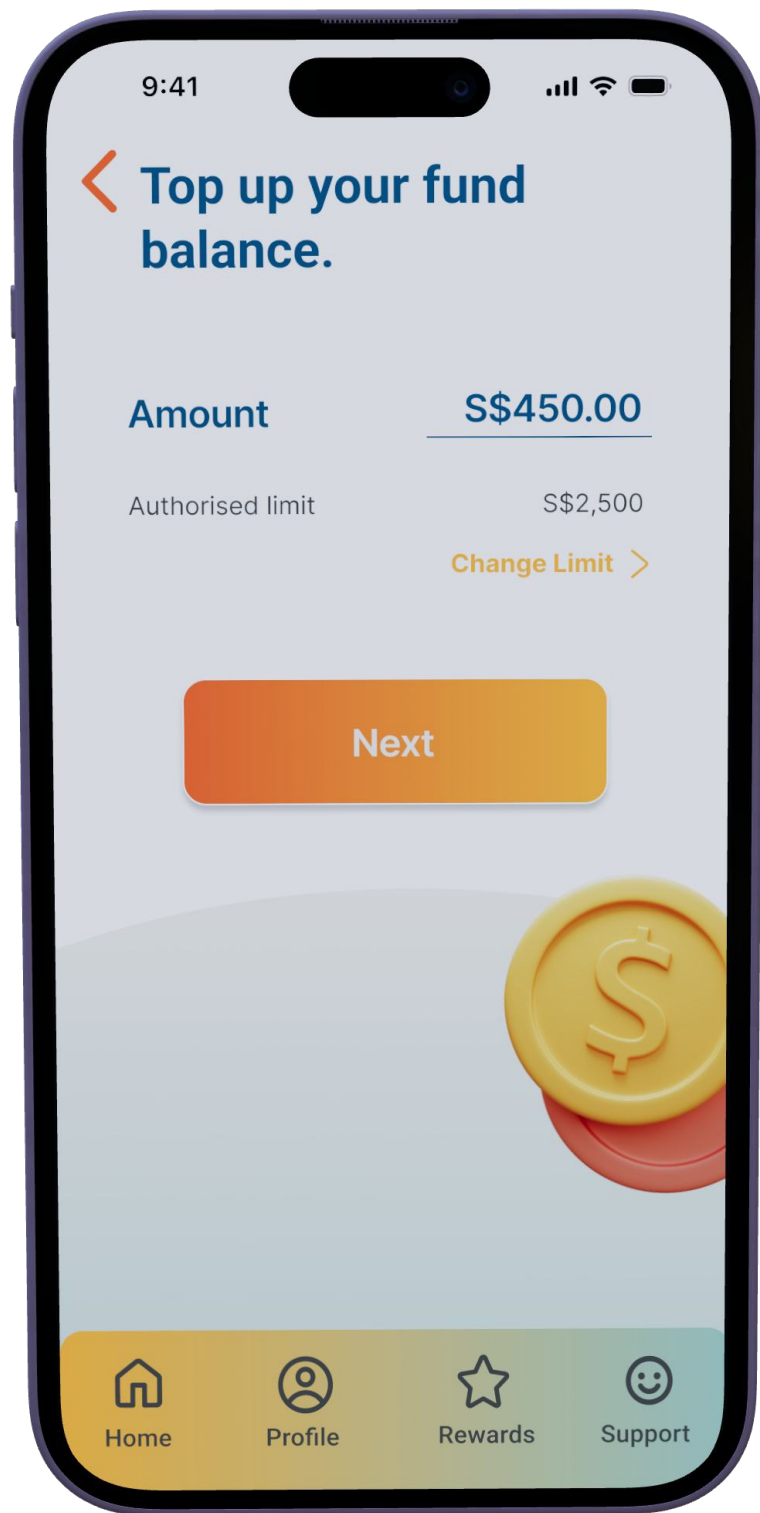 9:41
Top up your fund
balance.
Amount S$450.00
Authorised limit S$2,500
Change Limit
Next
$
Home Profile Rewards Support